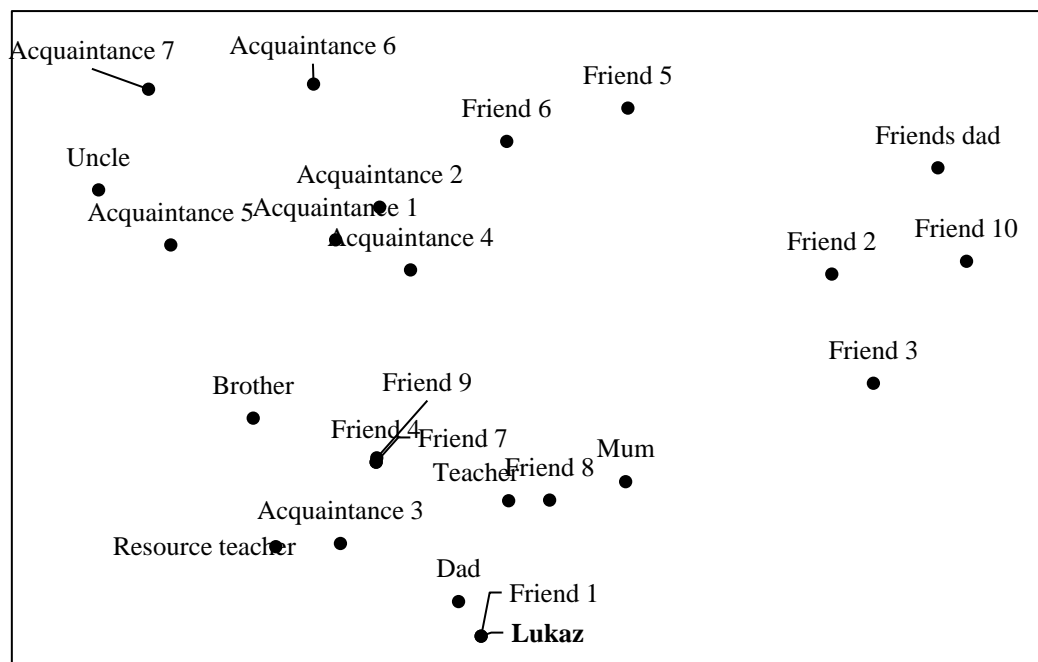 Acquaintance 7
Acquaintance 6
Friend 5
Friend 6
Friends dad
Uncle
Acquaintance 2
Acquaintance 1
Acquaintance 5
Acquaintance 4
Friend 10
Friend 2
Friend 3
Brother
Friend 9
Friend 4
Friend 7
Mum
Teacher
Friend 8
Acquaintance 3
Resource teacher
Dad
Friend 1
Lukaz